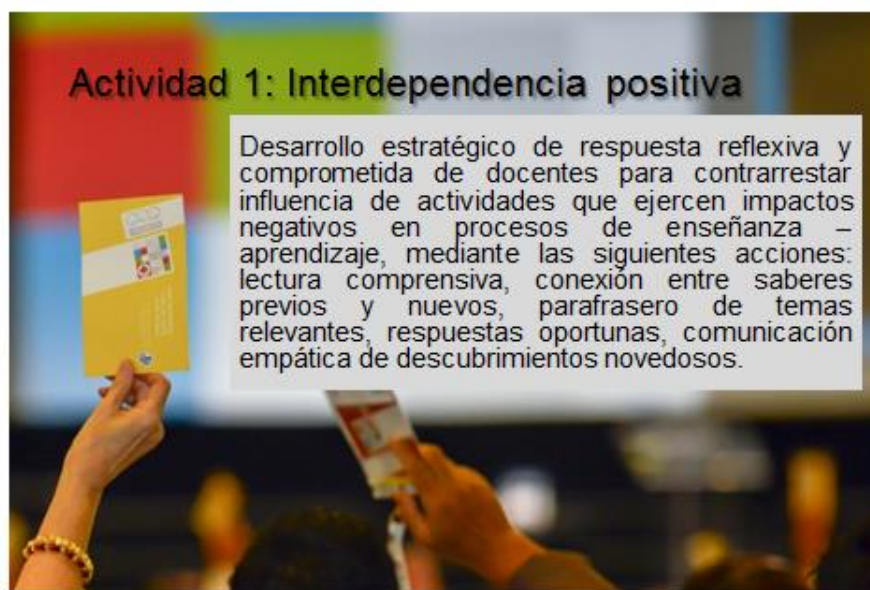 Actividad 1: Interdependencia positiva
Desarrollo estratégico de respuesta reflexiva y
comprometida de docentes para contrarrestar
influencia de actividades que ejercen impactos
negativos en procesos de enseñanza –
aprendizaje, mediante las siguientes acciones:
lectura comprensiva, conexión entre saberes
previos y nuevos, parafrasero de temas
relevantes, respuestas oportunas, comunicación
empática de descubrimientos novedosos.